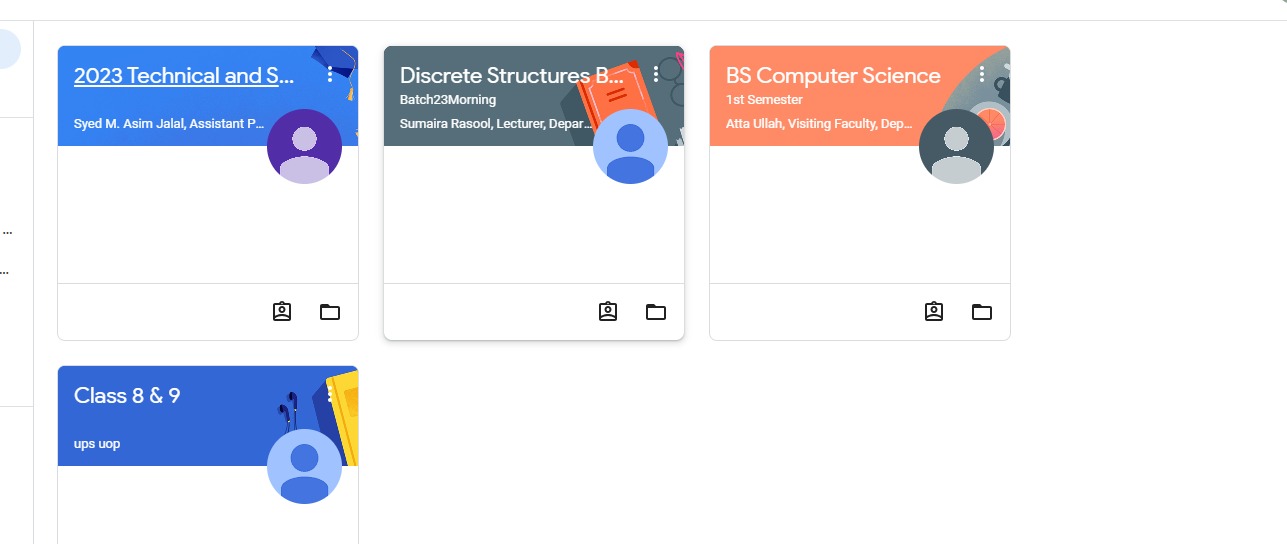 2023 Technical and S...
Syed M. Asim Jalal, Assistant P...
Discrete Structures B...
Batch23Morning
Sumaira Rasool, Lecturer, Depar...
BS Computer Science
1st Semester
Atta Ullah, Visiting Faculty, Dep...
...
...
Class 8 & 9
ups uop